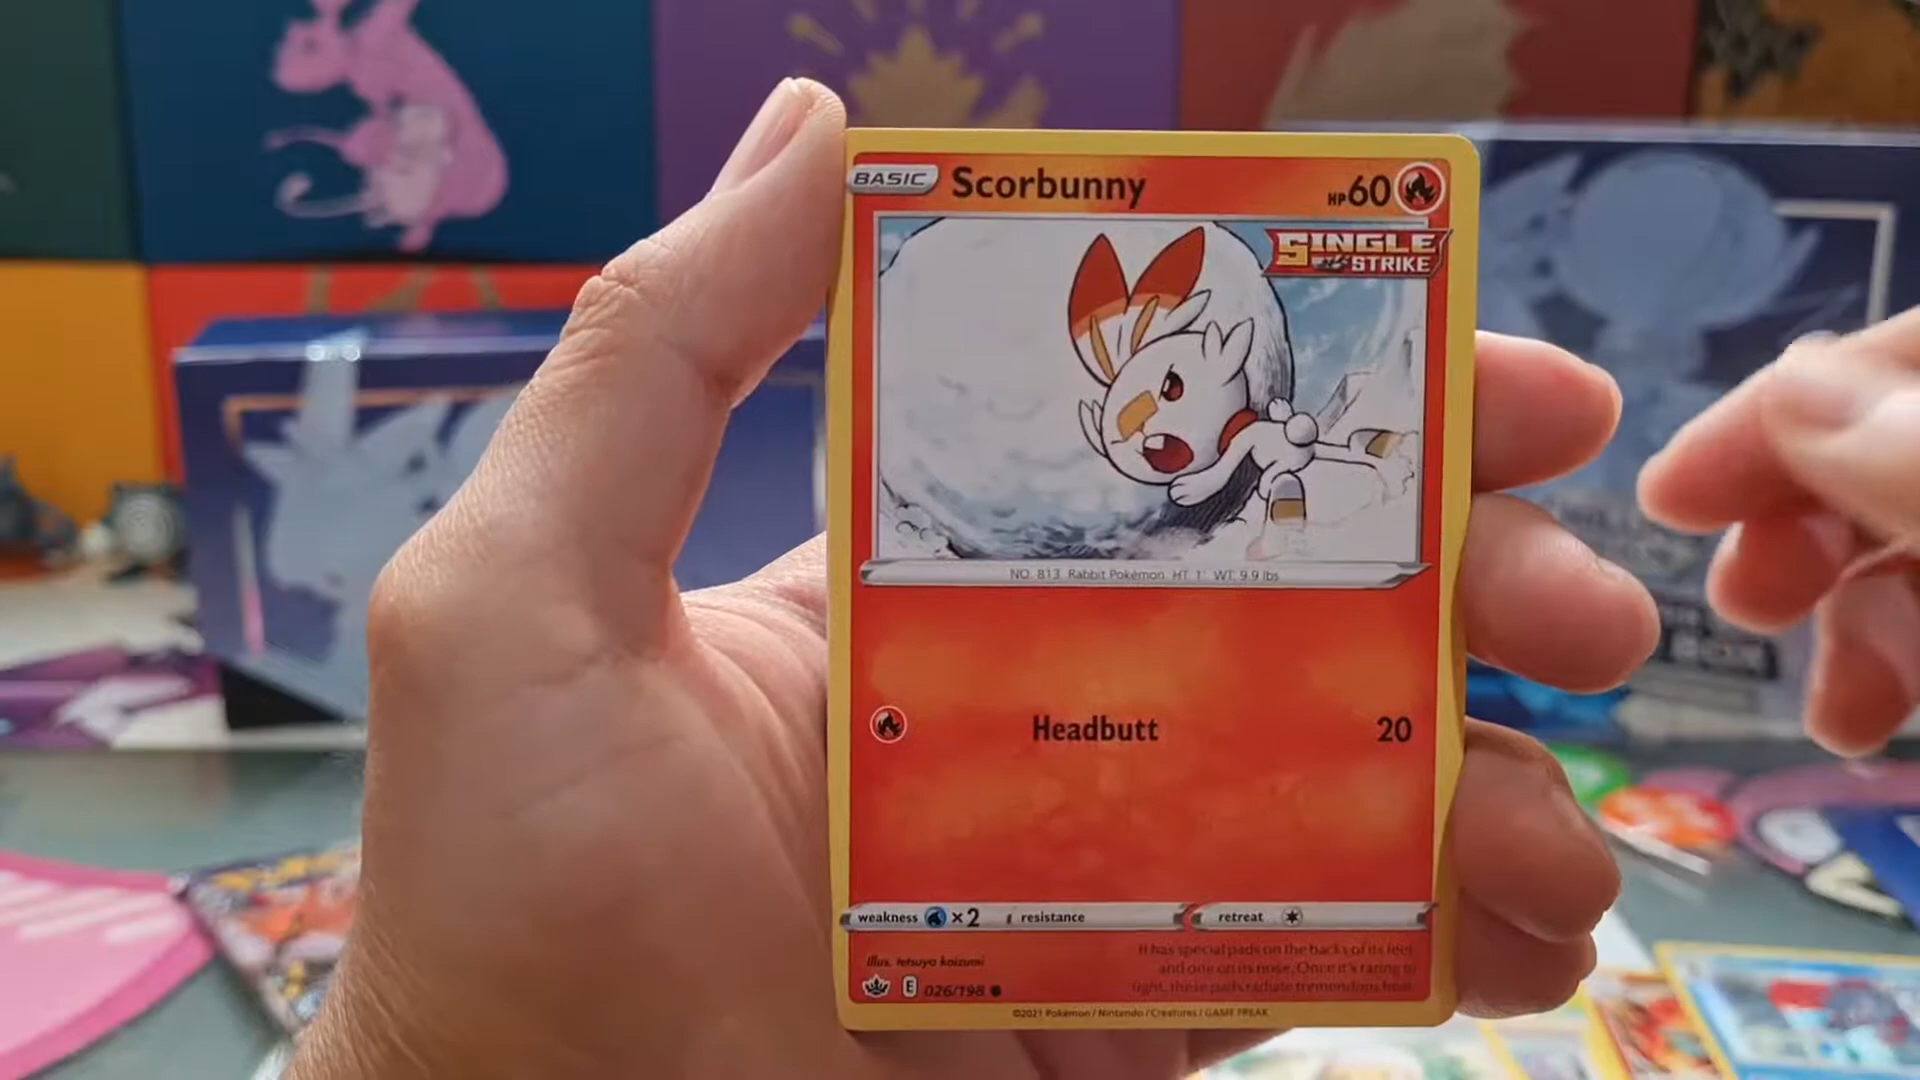 BASIC Scorbunny HP60
SINGLE
STRIKE
NO. 813 Rabbit Pokémon HT 1' WT. 9.9 lbs
Headbutt 20
weakness ×2 resistance retreat
Illus. tetsuya koizumi
It has special pads on the backs of its feet,
and one on its nose. Once it's raring to
fight, these pads radiate tremendous heat.
E 026/198
©2021 Pokémon / Nintendo / Creatures / GAME FREAK